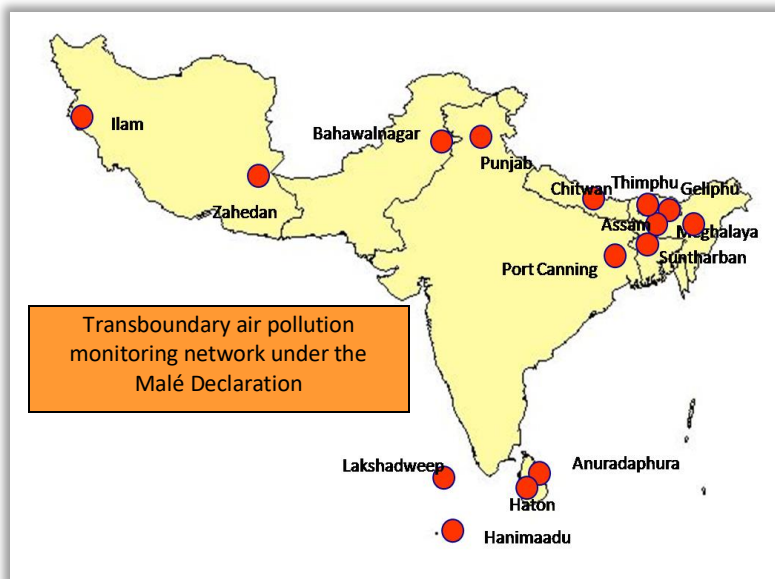 Ilam
Bahawalnagar
Punjab
Zahedan
Chitwan
Thimphu
Geliphu
Assam
Meghalaya
Suntharban
Port Canning
Transboundary air pollution
monitoring network under the
Malé Declaration
Lakshadweep
Anuradaphura
Haton
Hanimaadu